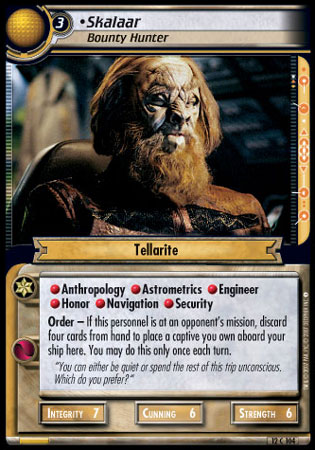 3
•Skalaar
Bounty Hunter
Tellarite
•Anthropology •Astrometrics •Engineer
•Honor •Navigation •Security
Order – If this personnel is at an opponent's mission, discard
four cards from hand to place a captive you own aboard your
ship here. You may do this only once each turn.
"You can either be quiet or spend the rest of this trip unconscious.
Which do you prefer?"
INTEGRITY 7 CUNNING 6 STRENGTH 6
12 C 104